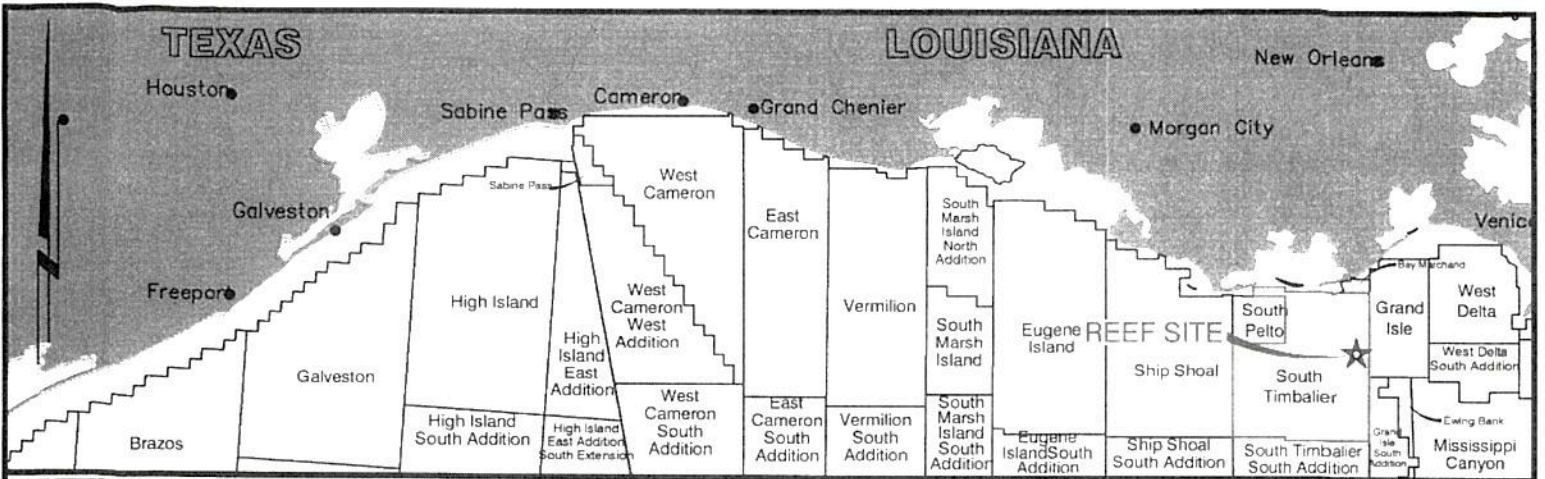 TEXAS
LOUISIANA
New Orleans
Houston
Sabine Pass
Cameron
Grand Chenier
Morgan City
Galveston
Freeport
Venice
Sabine Pass
West
Cameron
East
Cameron
South
Marsh
Island
North
Addition
Bay Marchand
High Island
West
Cameron
West
Addition
Vermilion
South
Marsh
Island
Eugene
Island
REEF SITE
South
Pelto
Grand
Isle
West
Delta
High
Island
East
Addition
Galveston
Ship Shoal
South
Timbalier
West Delta
South Addition
Brazos
High Island
South Addition
High Island
East Addition
South Extension
West
Cameron
South
Addition
East
Cameron
South
Addition
Vermilion
South
Addition
South
Marsh
Island
South
Addition
Eugene
IslandSouth
Addition
Ship Shoal
South Addition
South Timbalier
South Addition
Grand
Isle
South
Addition
Ewing Bank
Mississippi
Canyon